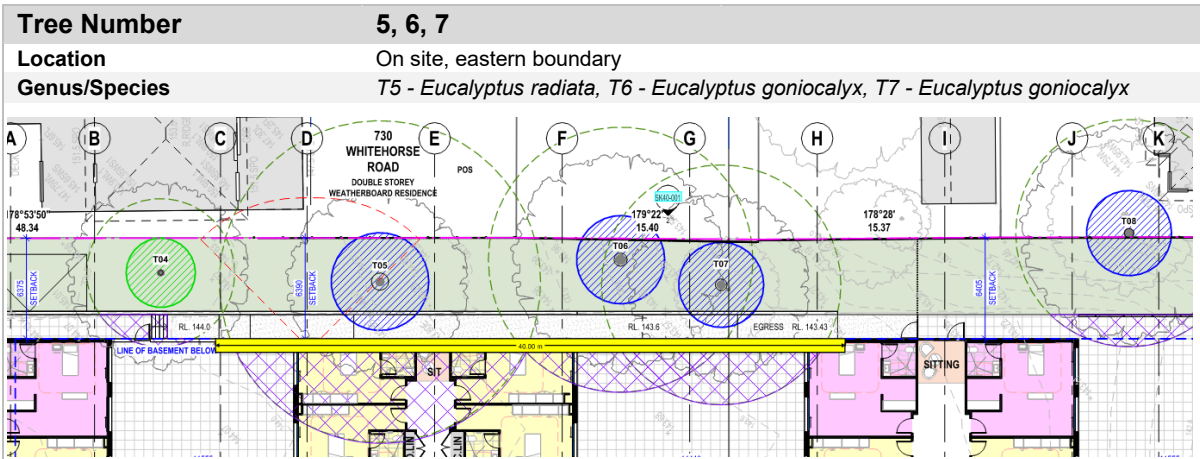 Tree Number 5, 6, 7
Location On site, eastern boundary
Genus/Species T5 - Eucalyptus radiata, T6 - Eucalyptus goniocalyx, T7 - Eucalyptus goniocalyx
A B C D E F G H I J K
730
WHITEHORSE
ROAD
DOUBLE STOREY
WEATHERBOARD RESIDENCE
POS
SK40-001
78°53'50"
48.34
179°22'
15.40
178°28'
15.37
T04
T05
T06
T07
T08
6375
SETBACK
6390
SETBACK
6405
SETBACK
RL. 144.0
RL. 143.6
EGRESS RL. 143.43
LINE OF BASEMENT BELOW
40.00 m
SIT
SITTING